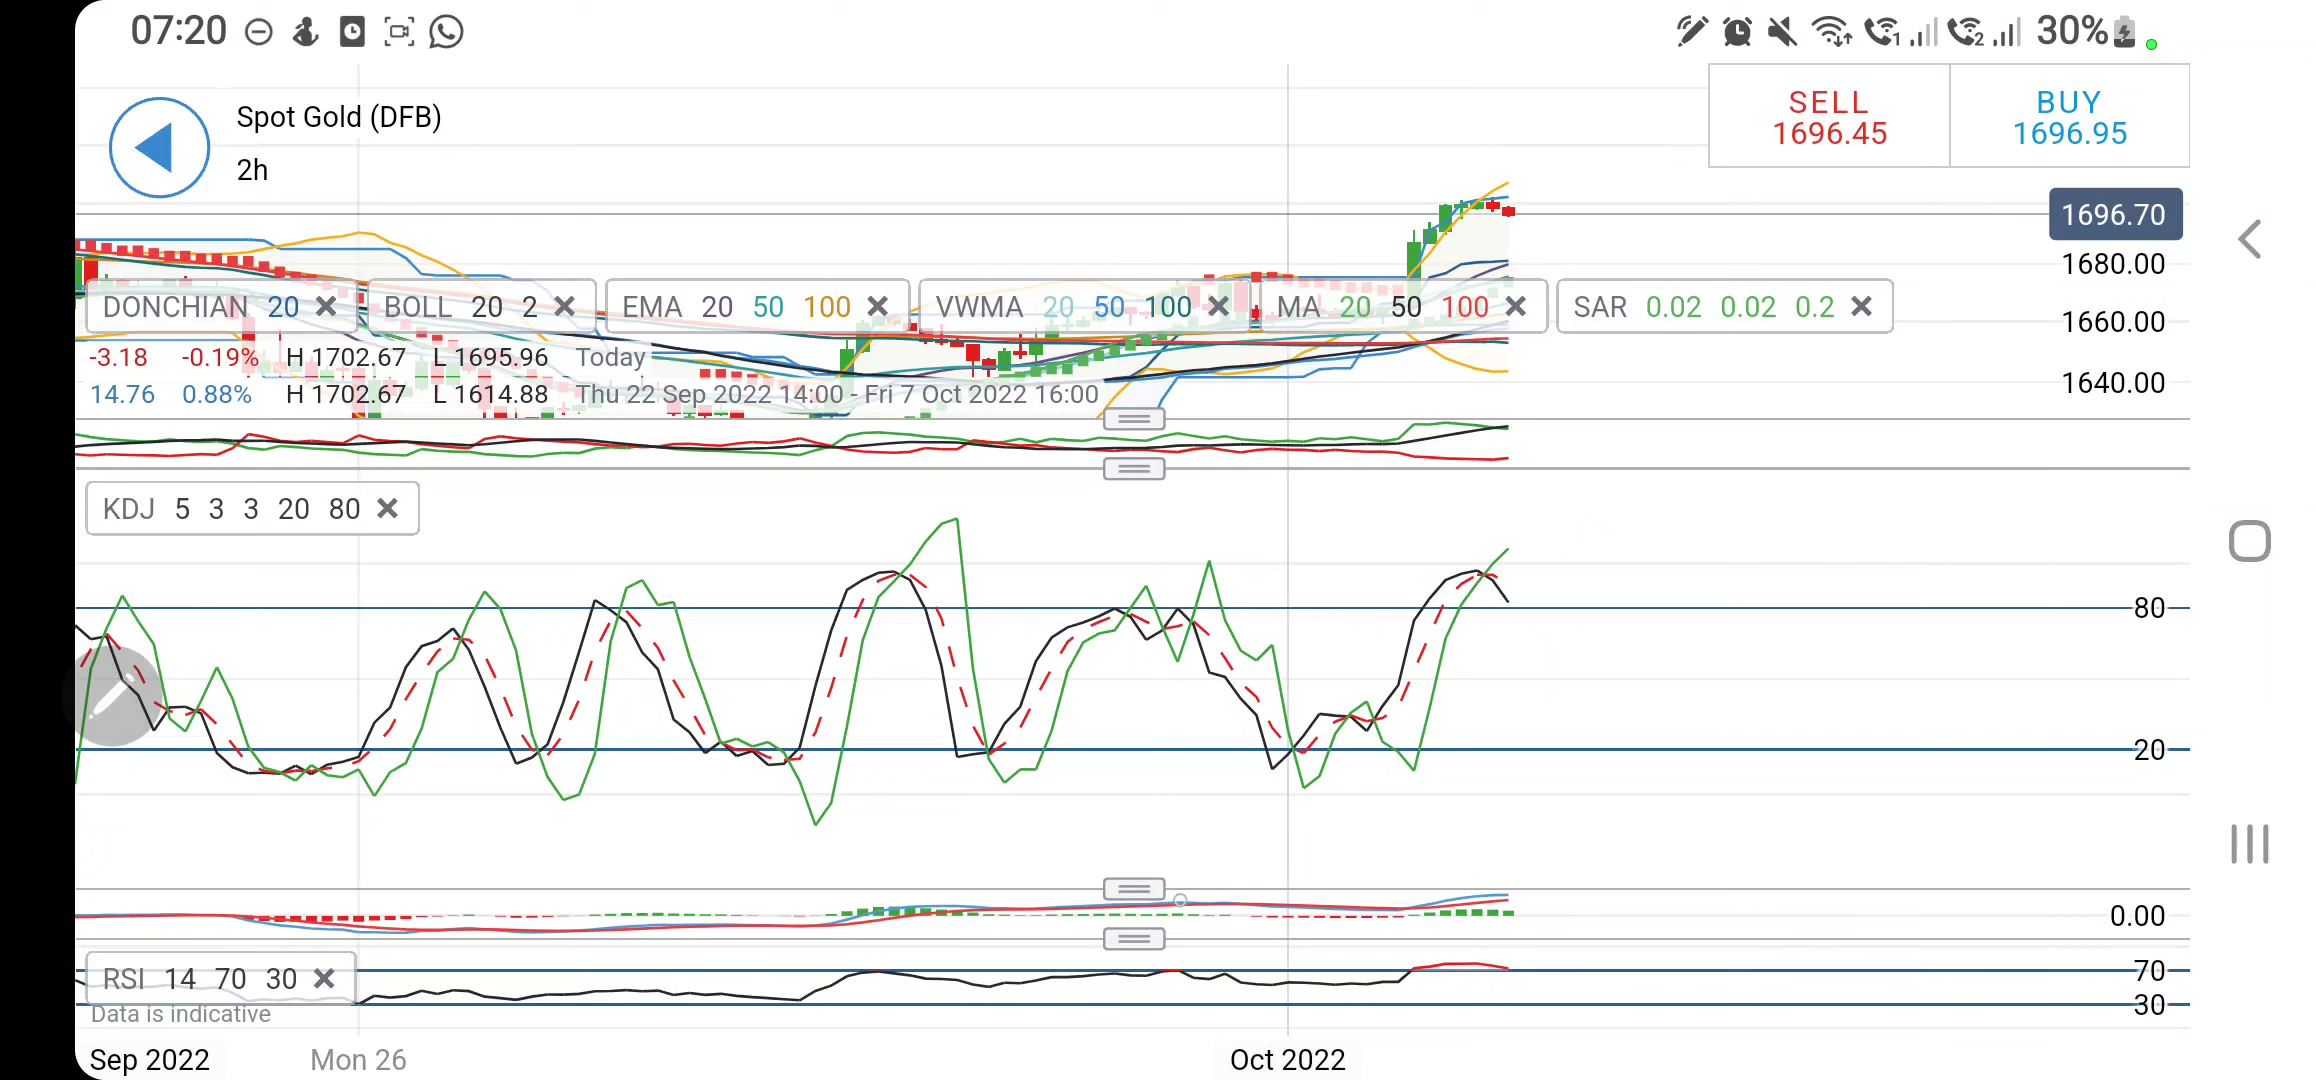 07:20
1
2
30%
Spot Gold (DFB)
2h
SELL
1696.45
BUY
1696.95
1696.70
1680.00
1660.00
1640.00
DONCHIAN 20
BOLL 20 2
EMA 20 50 100
VWMA 20 50 100
MA 20 50 100
SAR 0.02 0.02 0.2
-3.18 -0.19% H 1702.67 L 1695.96 Today
14.76 0.88% H 1702.67 L 1614.88 Thu 22 Sep 2022 14:00 - Fri 7 Oct 2022 16:00
KDJ 5 3 3 20 80
80
20
0.00
RSI 14 70 30
70
30
Data is indicative
Sep 2022 Mon 26 Oct 2022